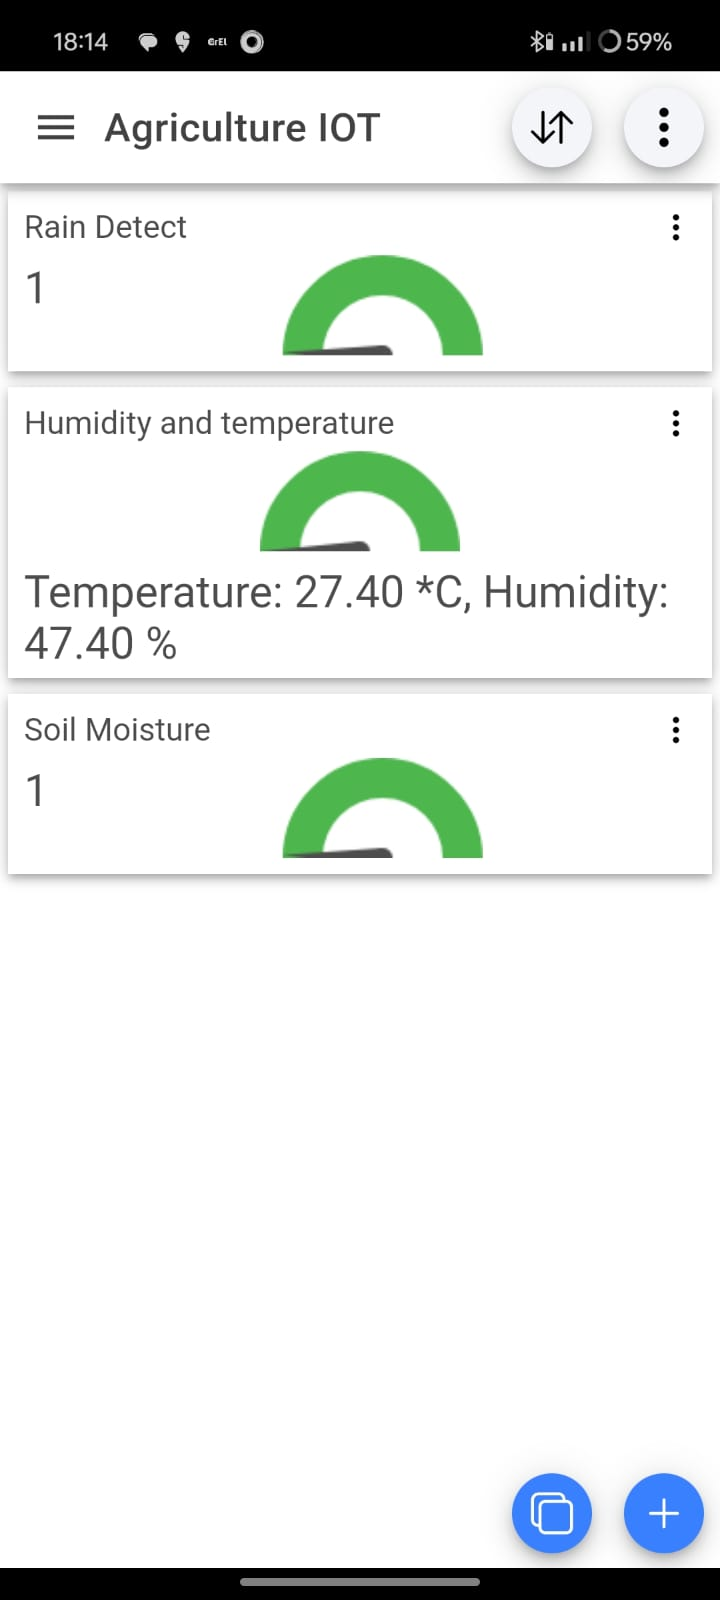 18:14 GrEl 59%
Agriculture IOT
Rain Detect
1
Humidity and temperature
Temperature: 27.40 *C, Humidity:
47.40 %
Soil Moisture
1